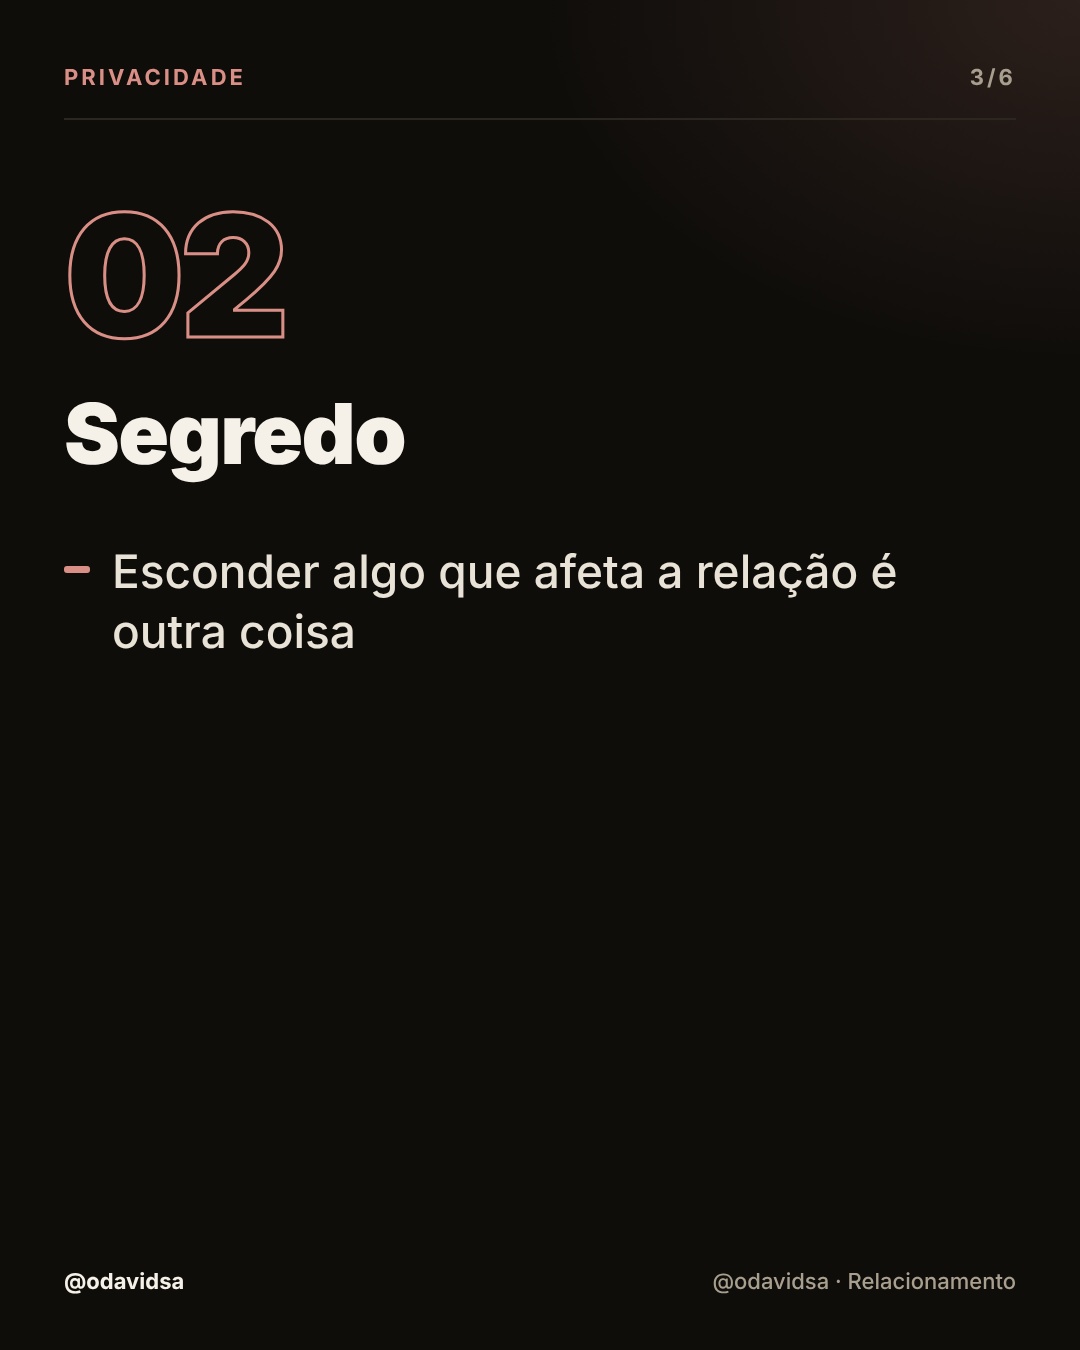 PRIVACIDADE
3/6
02
Segredo
Esconder algo que afeta a relação é
outra coisa
@odavidsa
@odavidsa · Relacionamento